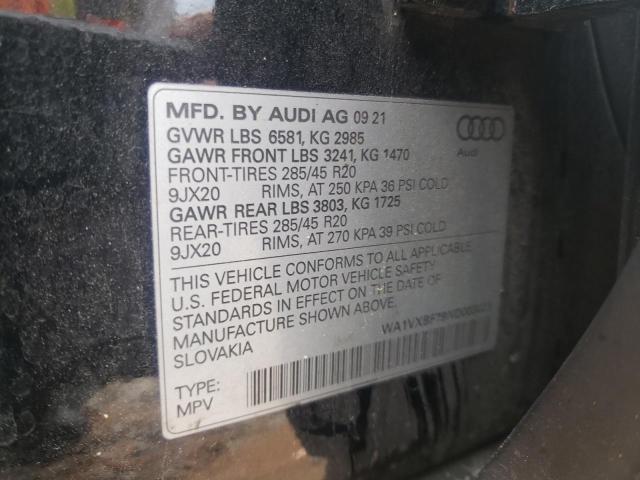 MFD. BY AUDI AG 09 21
GVWR LBS 6581, KG 2985
GAWR FRONT LBS 3241, KG 1470
FRONT-TIRES 285/45 R20
9JX20 RIMS, AT 250 KPA 36 PSI COLD
GAWR REAR LBS 3803, KG 1725
REAR-TIRES 285/45 R20
9JX20 RIMS, AT 270 KPA 39 PSI COLD
Audi
THIS VEHICLE CONFORMS TO ALL APPLICABLE
U.S. FEDERAL MOTOR VEHICLE SAFETY
STANDARDS IN EFFECT ON THE DATE OF
MANUFACTURE SHOWN ABOVE.
SLOVAKIA
TYPE:
MPV